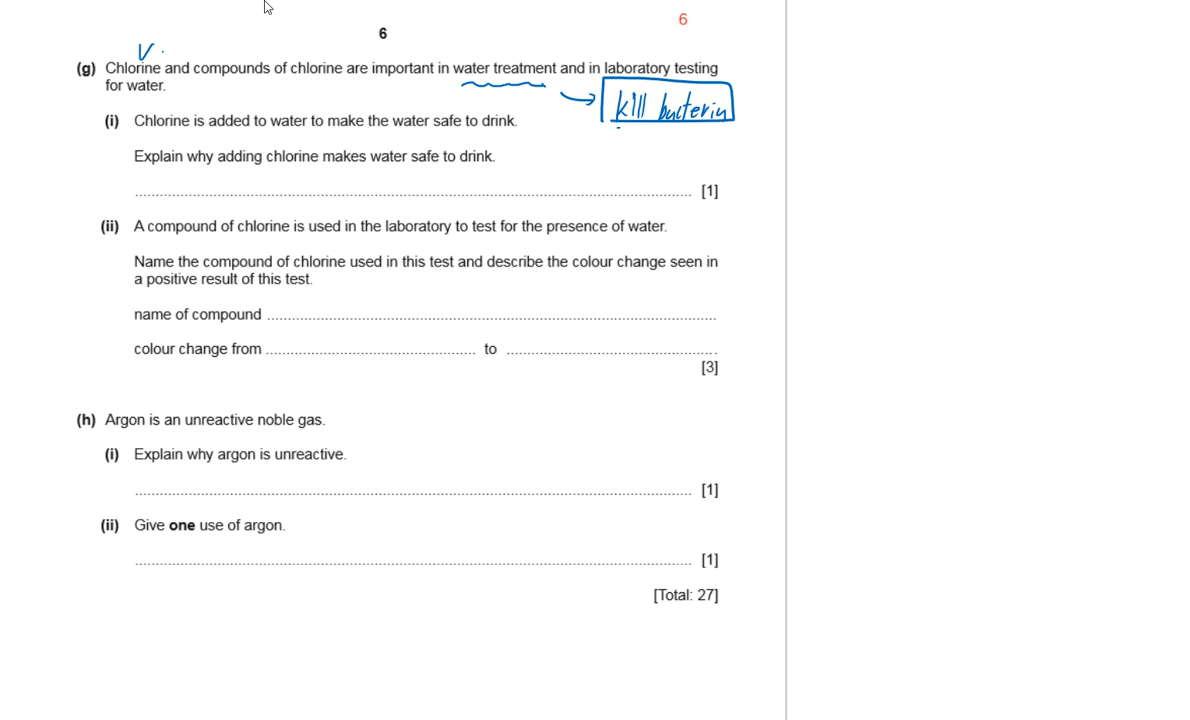 6
6
V.
(g) Chlorine and compounds of chlorine are important in water treatment and in laboratory testing
for water.
kill bacteria
(i) Chlorine is added to water to make the water safe to drink.
Explain why adding chlorine makes water safe to drink.
[1]
(ii) A compound of chlorine is used in the laboratory to test for the presence of water.
Name the compound of chlorine used in this test and describe the colour change seen in
a positive result of this test.
name of compound
colour change from to
[3]
(h) Argon is an unreactive noble gas.
(i) Explain why argon is unreactive.
[1]
(ii) Give one use of argon.
[1]
[Total: 27]